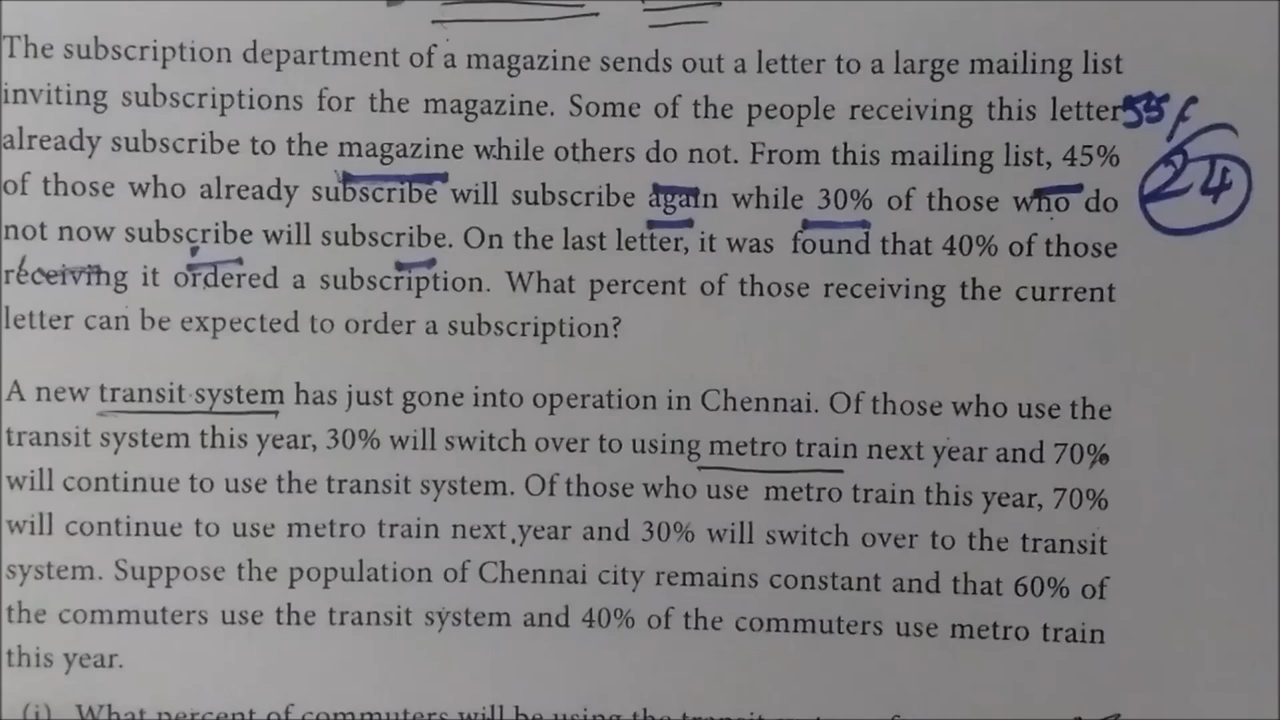 The subscription department of a magazine sends out a letter to a large mailing list
inviting subscriptions for the magazine. Some of the people receiving this letter
already subscribe to the magazine while others do not. From this mailing list, 45%
of those who already subscribe will subscribe again while 30% of those who do
not now subscribe will subscribe. On the last letter, it was found that 40% of those
receiving it ordered a subscription. What percent of those receiving the current
letter can be expected to order a subscription?
24
A new transit system has just gone into operation in Chennai. Of those who use the
transit system this year, 30% will switch over to using metro train next year and 70%
will continue to use the transit system. Of those who use metro train this year, 70%
will continue to use metro train next year and 30% will switch over to the transit
system. Suppose the population of Chennai city remains constant and that 60% of
the commuters use the transit system and 40% of the commuters use metro train
this year.
(i) What percent of commuters will be using the transit